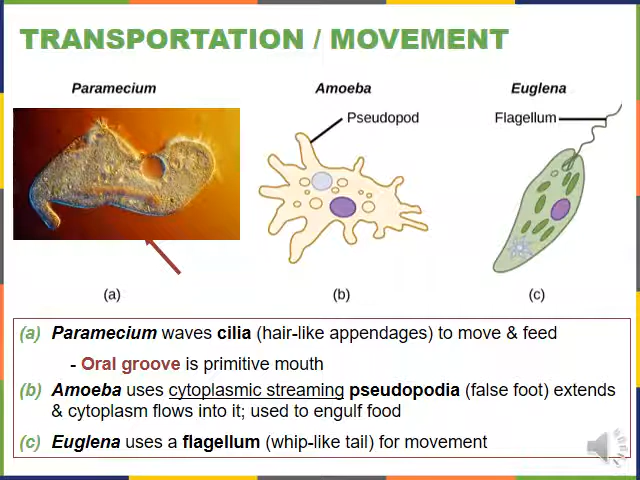 TRANSPORTATION / MOVEMENT
Paramecium
Amoeba
Euglena
Pseudopod
Flagellum
(a)
(b)
(c)
(a) Paramecium waves cilia (hair-like appendages) to move & feed
- Oral groove is primitive mouth
(b) Amoeba uses cytoplasmic streaming pseudopodia (false foot) extends
& cytoplasm flows into it; used to engulf food
(c) Euglena uses a flagellum (whip-like tail) for movement